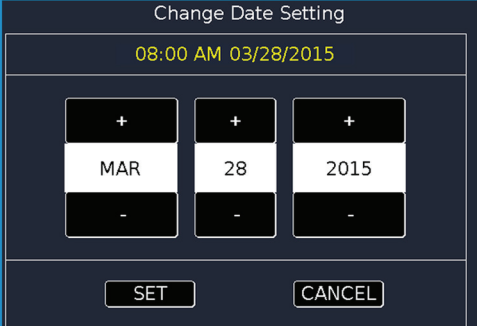 Change Date Setting
08:00 AM 03/28/2015
+ + +
MAR 28 2015
- - -
SET CANCEL